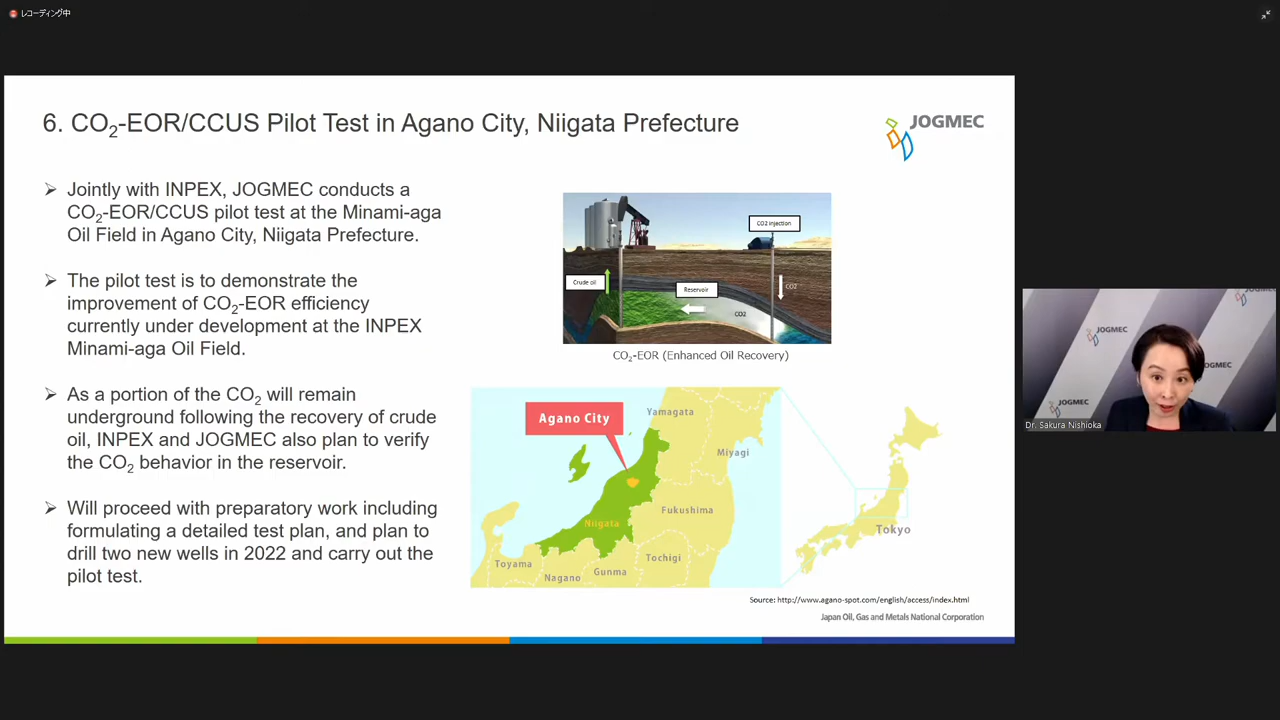 レコーディング中
6. CO2-EOR/CCUS Pilot Test in Agano City, Niigata Prefecture
JOGMEC
➢ Jointly with INPEX, JOGMEC conducts a
CO2-EOR/CCUS pilot test at the Minami-aga
Oil Field in Agano City, Niigata Prefecture.
➢ The pilot test is to demonstrate the
improvement of CO2-EOR efficiency
currently under development at the INPEX
Minami-aga Oil Field.
➢ As a portion of the CO2 will remain
underground following the recovery of crude
oil, INPEX and JOGMEC also plan to verify
the CO2 behavior in the reservoir.
➢ Will proceed with preparatory work including
formulating a detailed test plan, and plan to
drill two new wells in 2022 and carry out the
pilot test.
CO2 injection
Crude oil
Reservoir
CO2
CO2
CO2-EOR (Enhanced Oil Recovery)
Agano City
Yamagata
Miyagi
Niigata
Fukushima
Toyama
Nagano
Gunma
Tochigi
Tokyo
Source: http://www.agano-spot.com/english/access/index.html
Japan Oil, Gas and Metals National Corporation
JOGMEC
JOGMEC
JOGMEC
JOGMEC
Dr. Sakura Nishioka